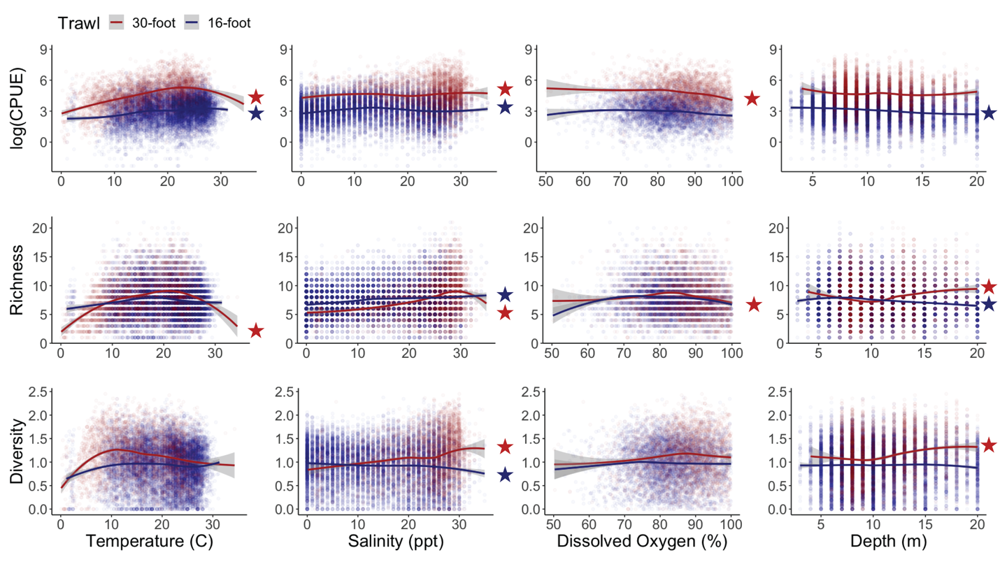 Trawl 30-foot 16-foot
log(CPUE)
9 6 3 0
0 10 20 30
9 6 3 0
0 10 20 30
9 6 3 0
50 60 70 80 90 100
9 6 3 0
5 10 15 20
Richness
20 15 10 5 0
0 10 20 30
20 15 10 5 0
0 10 20 30
20 15 10 5 0
50 60 70 80 90 100
20 15 10 5 0
5 10 15 20
Diversity
2.5 2.0 1.5 1.0 0.5 0.0
0 10 20 30
Temperature (C)
2.5 2.0 1.5 1.0 0.5 0.0
0 10 20 30
Salinity (ppt)
2.5 2.0 1.5 1.0 0.5 0.0
50 60 70 80 90 100
Dissolved Oxygen (%)
2.5 2.0 1.5 1.0 0.5 0.0
5 10 15 20
Depth (m)